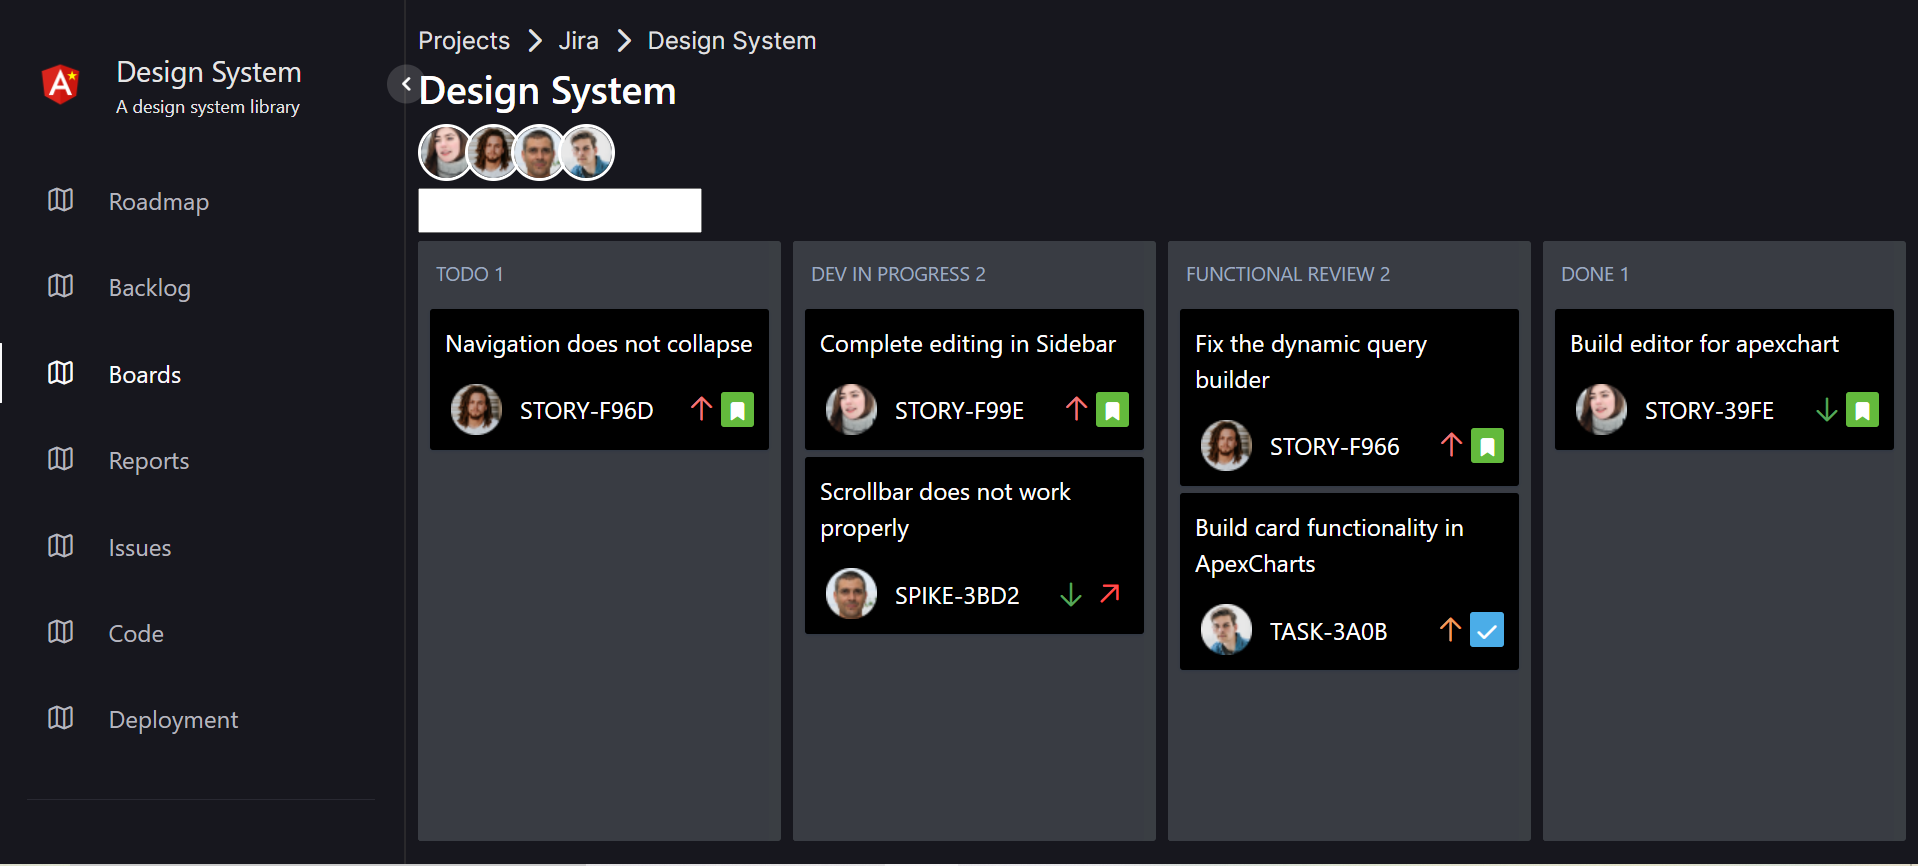 Design System
A design system library
Roadmap
Backlog
Boards
Reports
Issues
Code
Deployment
Projects > Jira > Design System
Design System
TODO 1
Navigation does not collapse
STORY-F96D
DEV IN PROGRESS 2
Complete editing in Sidebar
STORY-F99E
Scrollbar does not work
properly
SPIKE-3BD2
FUNCTIONAL REVIEW 2
Fix the dynamic query
builder
STORY-F966
Build card functionality in
ApexCharts
TASK-3A0B
DONE 1
Build editor for apexchart
STORY-39FE